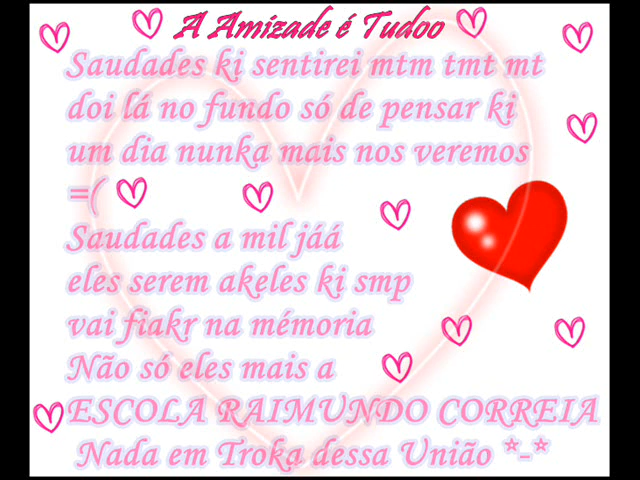 A Amizade é Tudoo
Saudades ki sentirei mtm tmt mt
doi lá no fundo só de pensar ki
um dia nunka mais nos veremos
=(
Saudades a mil jáá
eles serem akeles ki smp
vai fiakr na mémoria
Não só eles mais a
ESCOLA RAIMUNDO CORREIA
Nada em Troka dessa União *-*